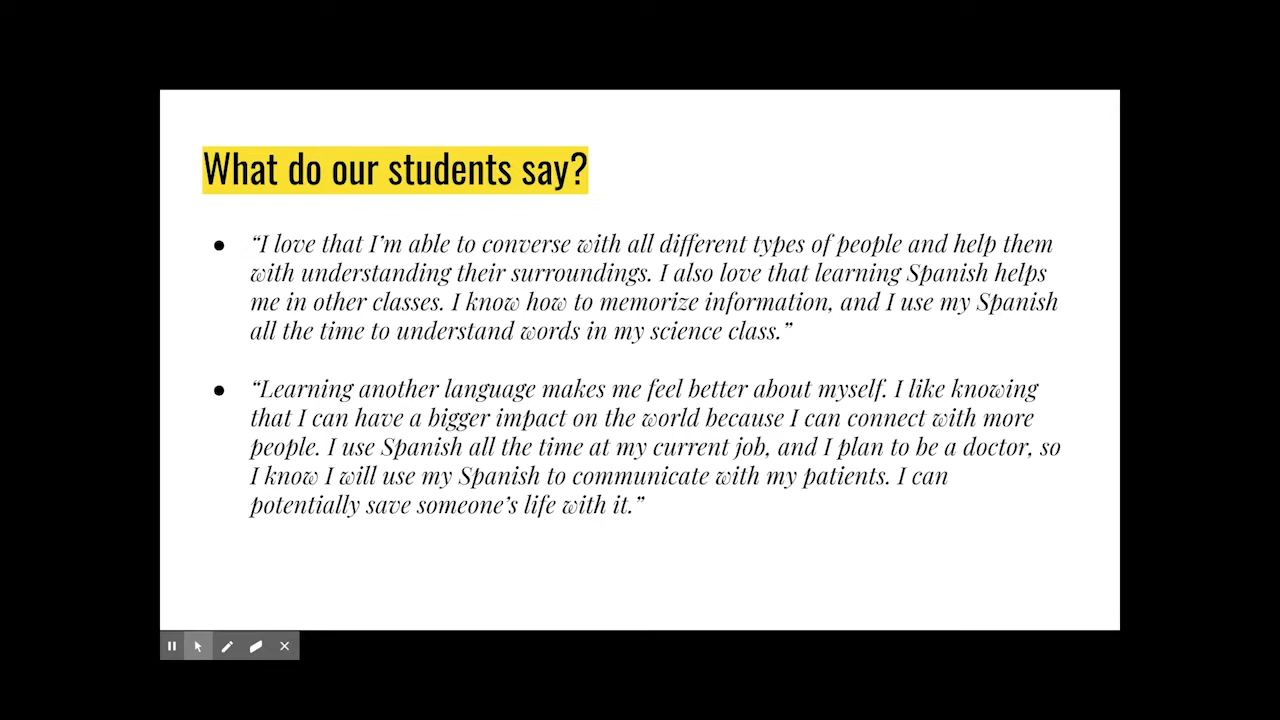 What do our students say?
● “I love that I’m able to converse with all different types of people and help them
with understanding their surroundings. I also love that learning Spanish helps
me in other classes. I know how to memorize information, and I use my Spanish
all the time to understand words in my science class.”
● “Learning another language makes me feel better about myself. I like knowing
that I can have a bigger impact on the world because I can connect with more
people. I use Spanish all the time at my current job, and I plan to be a doctor, so
I know I will use my Spanish to communicate with my patients. I can
potentially save someone’s life with it.”